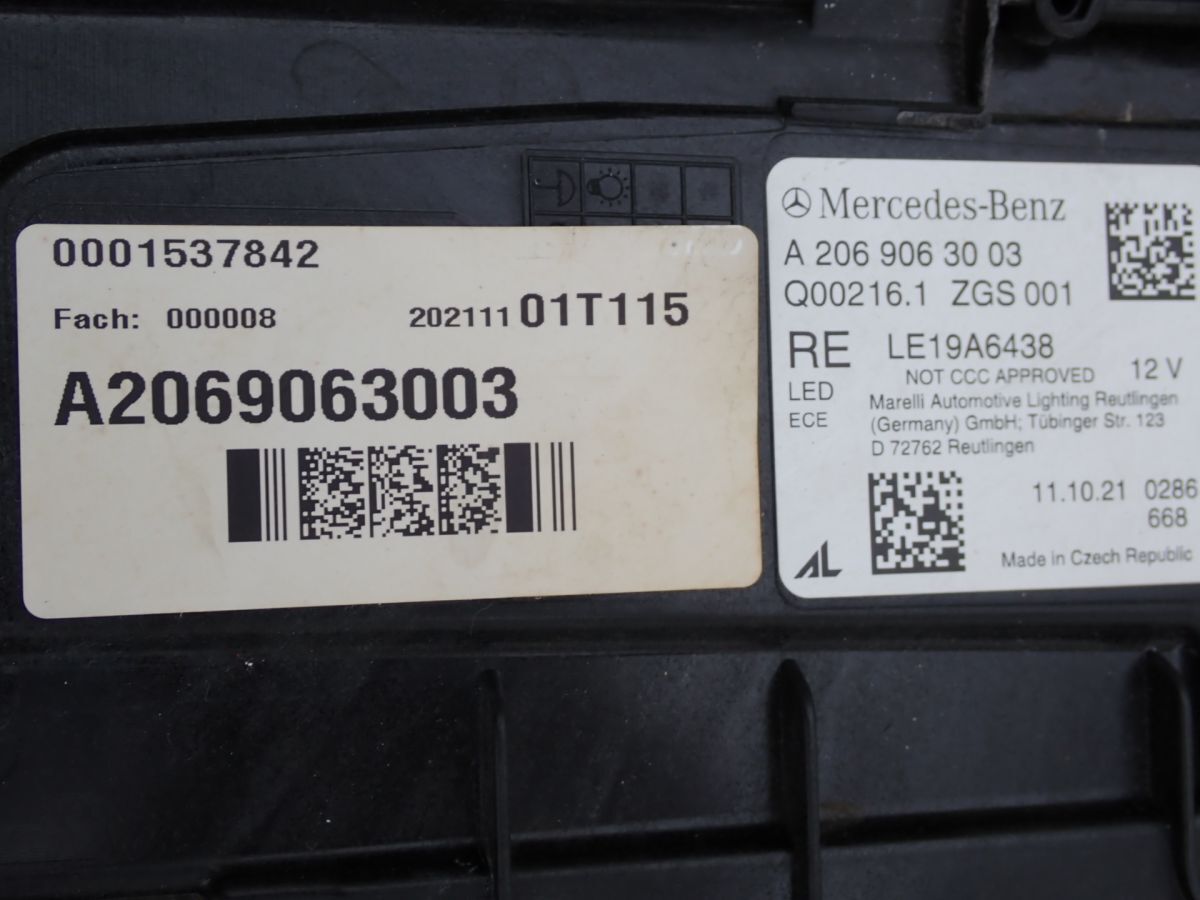 0001537842
Fach: 000008 202111 01T115
A2069063003
Mercedes-Benz
A 206 906 30 03
Q00216.1 ZGS 001
RE LE19A6438
NOT CCC APPROVED 12 V
LED
ECE
Marelli Automotive Lighting Reutlingen
(Germany) GmbH; Tübinger Str. 123
D 72762 Reutlingen
11.10.21 0286
668
AL
Made in Czech Republic